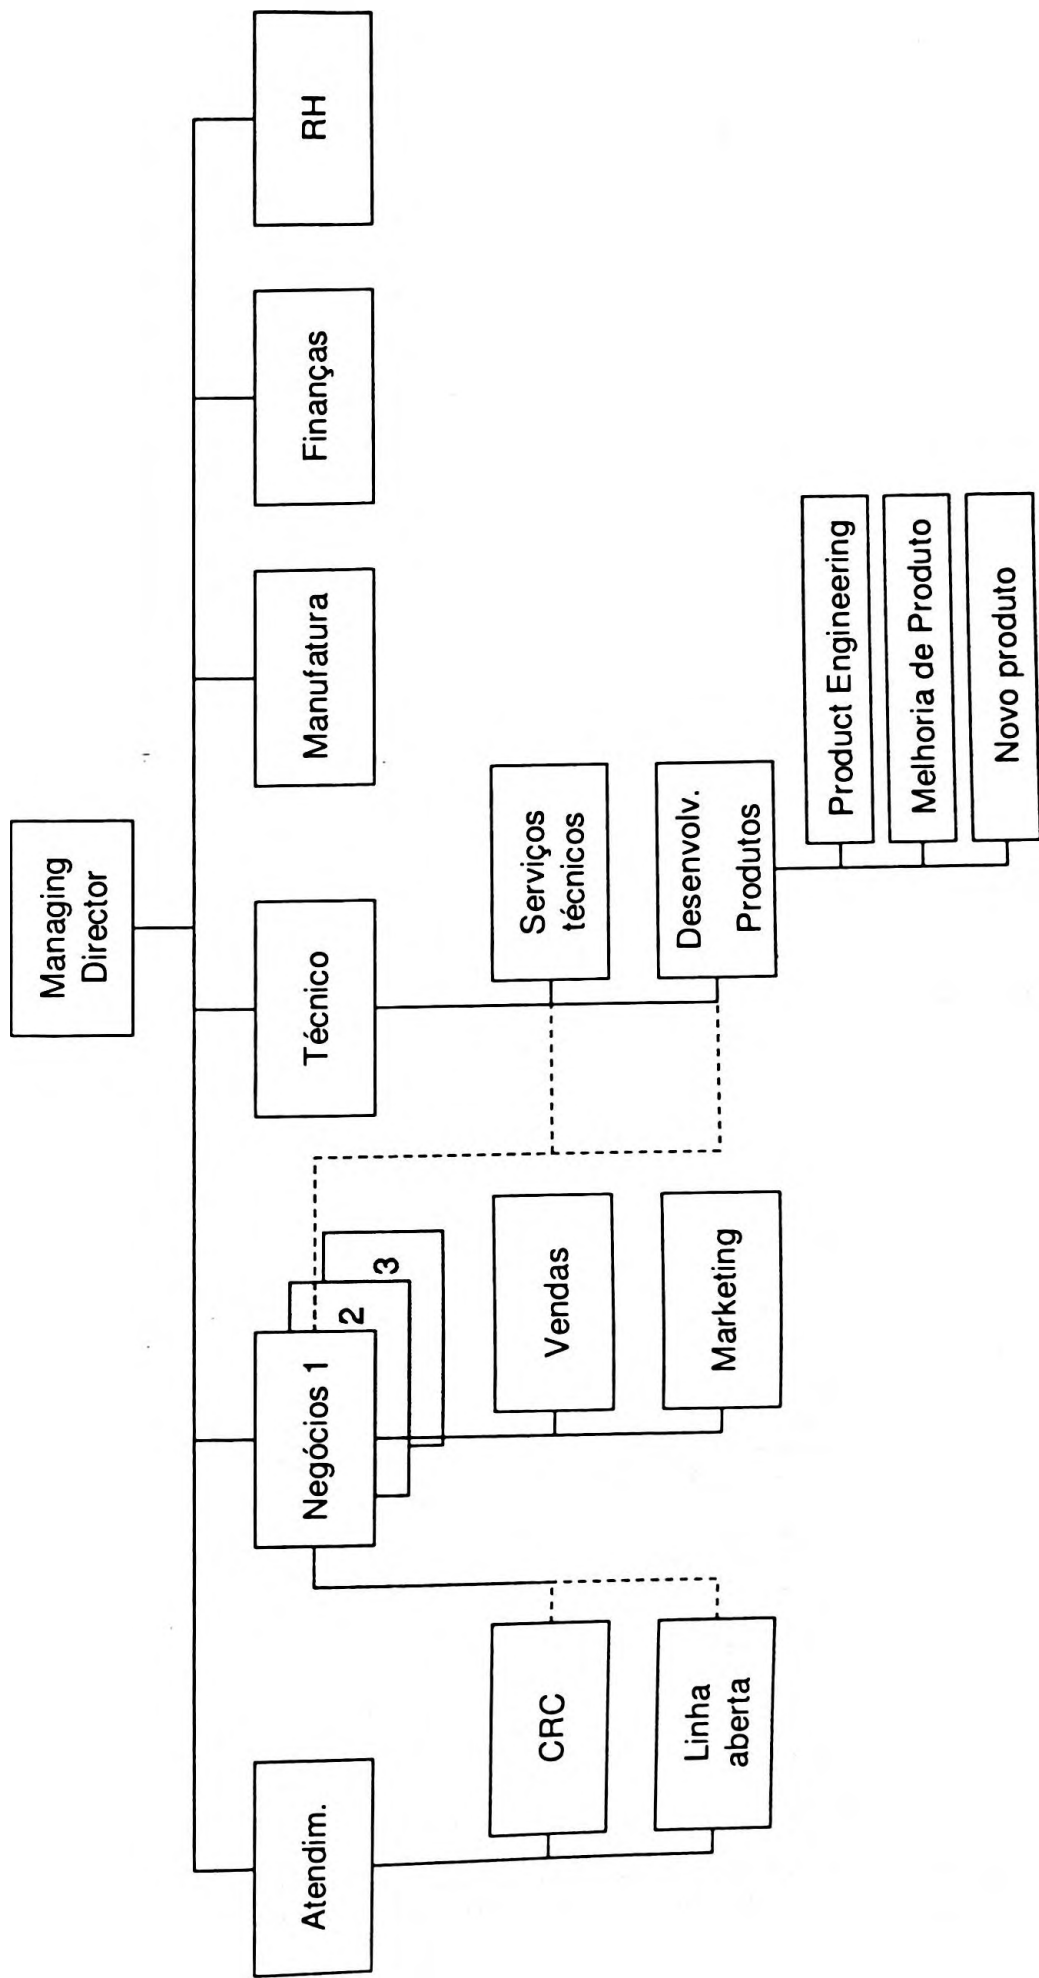 Managing
Director
Atendim.
Negócios 1
2
3
Técnico
Manufatura
Finanças
RH
CRC
Linha
aberta
Vendas
Marketing
Serviços
técnicos
Desenvolv.
Produtos
Product Engineering
Melhoria de Produto
Novo produto